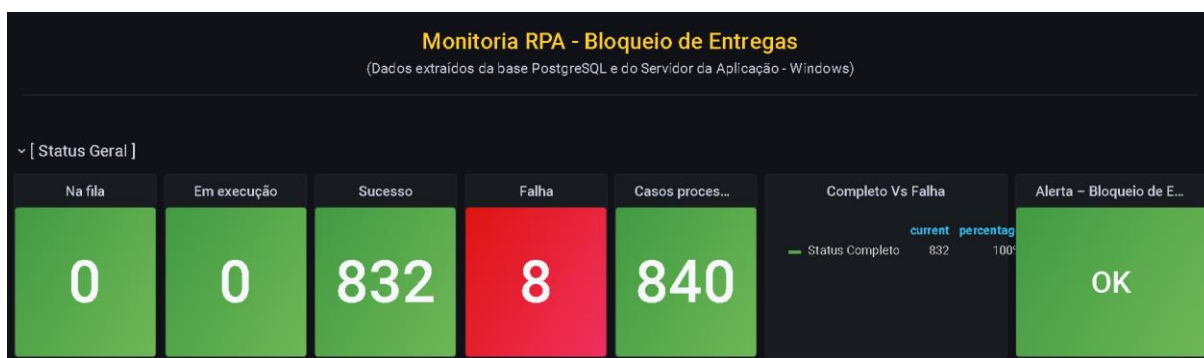 Monitoria RPA - Bloqueio de Entregas
(Dados extraídos da base PostgreSQL e do Servidor da Aplicação - Windows)
[ Status Geral ]
Na fila
Em execução
Sucesso
Falha
Casos proces...
Completo Vs Falha
Alerta – Bloqueio de E...
0
0
832
8
840
current percentag
Status Completo 832 100%
OK